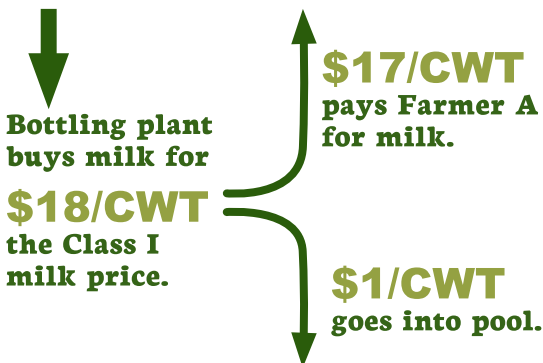 Bottling plant
buys milk for
$18/CWT
the Class I
milk price.
$17/CWT
pays Farmer A
for milk.
$1/CWT
goes into pool.